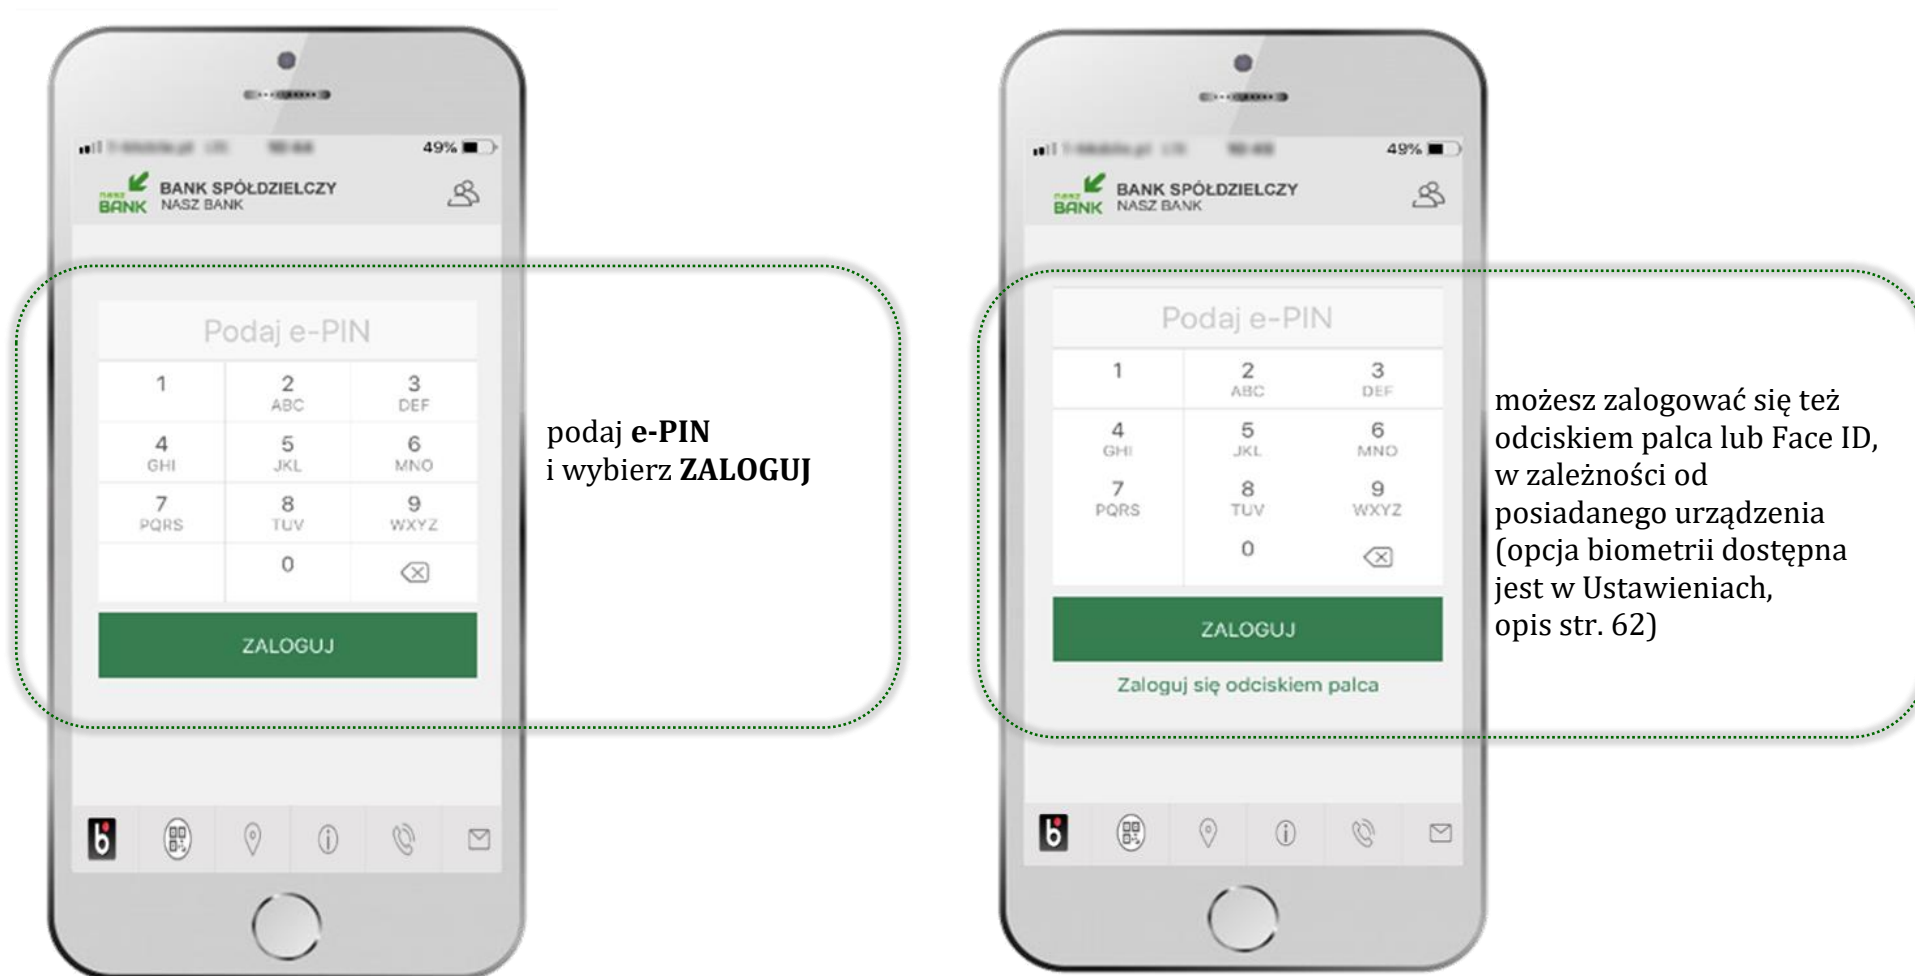 49%
nasz
BANK
BANK SPÓŁDZIELCZY
NASZ BANK
Podaj e-PIN
1 2 3
ABC DEF
4 5 6
GHI JKL MNO
7 8 9
PQRS TUV WXYZ
0
ZALOGUJ
podaj e-PIN
i wybierz ZALOGUJ
49%
nasz
BANK
BANK SPÓŁDZIELCZY
NASZ BANK
Podaj e-PIN
1 2 3
ABC DEF
4 5 6
GHI JKL MNO
7 8 9
PQRS TUV WXYZ
0
ZALOGUJ
Zaloguj się odciskiem palca
możesz zalogować się też
odciskiem palca lub Face ID,
w zależności od
posiadanego urządzenia
(opcja biometrii dostępna
jest w Ustawieniach,
opis str. 62)